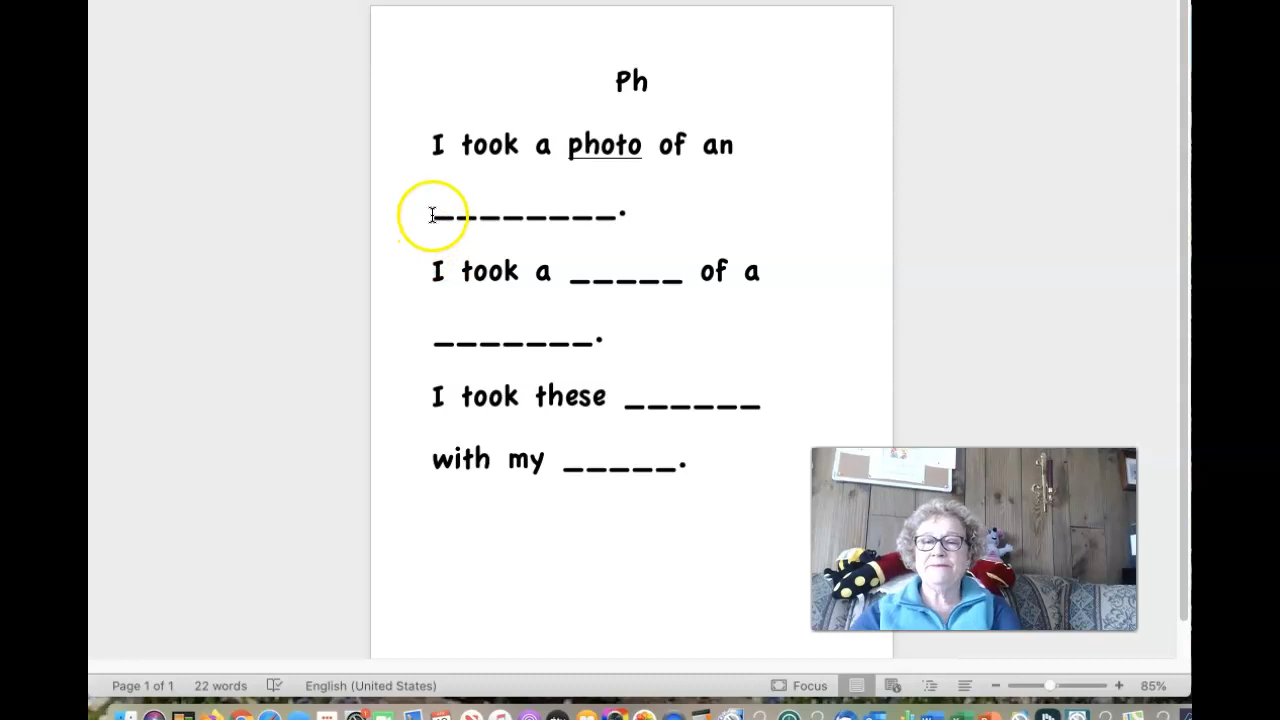 Ph
I took a photo of an
________.
I took a _____ of a
_______.
I took these ______
with my _____.
Page 1 of 1 22 words English (United States) Focus 85%